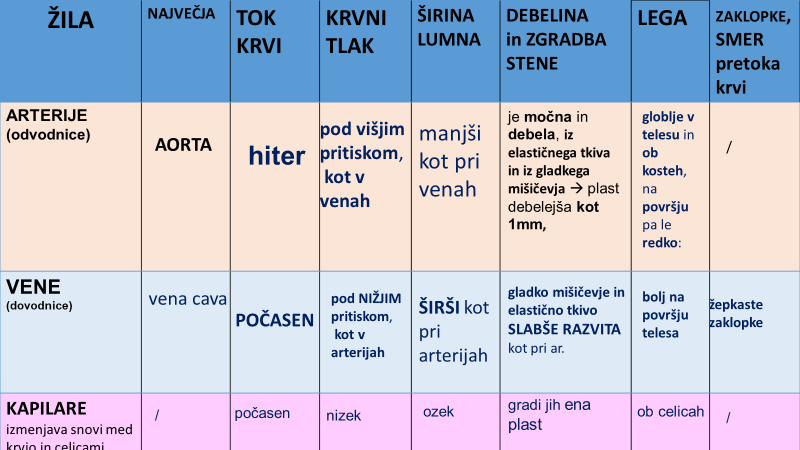 ŽILA
NAJVEČJA
TOK
KRVI
KRVNI
TLAK
ŠIRINA
LUMNA
DEBELINA
in ZGRADBA
STENE
LEGA
ZAKLOPKE,
SMER
pretoka
krvi
ARTERIJE
(odvodnice)
AORTA
hiter
pod višjim
pritiskom,
kot v
venah
manjši
kot pri
venah
je močna in
debela, iz
elastičnega tkiva
in iz gladkega
mišičevja → plast
debelejša kot
1mm,
globlje v
telesu in
ob
kosteh,
na
površju
pa le
redko:
/
VENE
(dovodnice)
vena cava
POČASEN
pod NIŽJIM
pritiskom,
kot v
arterijah
ŠIRŠI kot
pri
arterijah
gladko mišičevje in
elastično tkivo
SLABŠE RAZVITA
kot pri ar.
bolj na
površju
telesa
žepkaste
zaklopke
KAPILARE
izmenjava snovi med
krvjo in celicami
/
počasen
nizek
ozek
gradi jih ena
plast
ob celicah
/